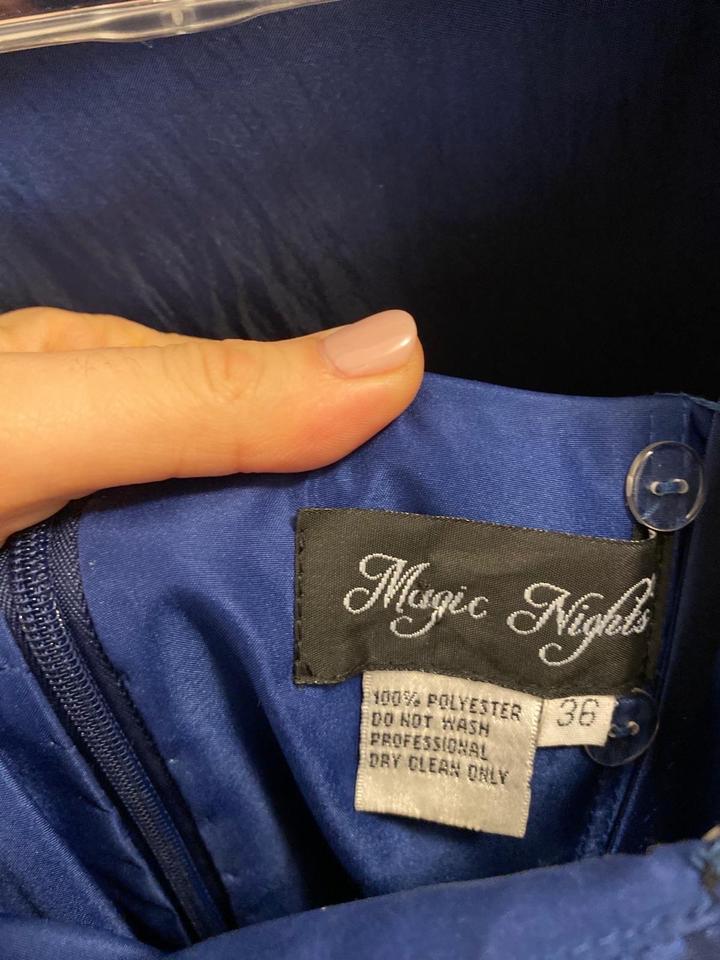 Magic Nights
100% POLYESTER
DO NOT WASH
PROFESSIONAL
DRY CLEAN ONLY
36